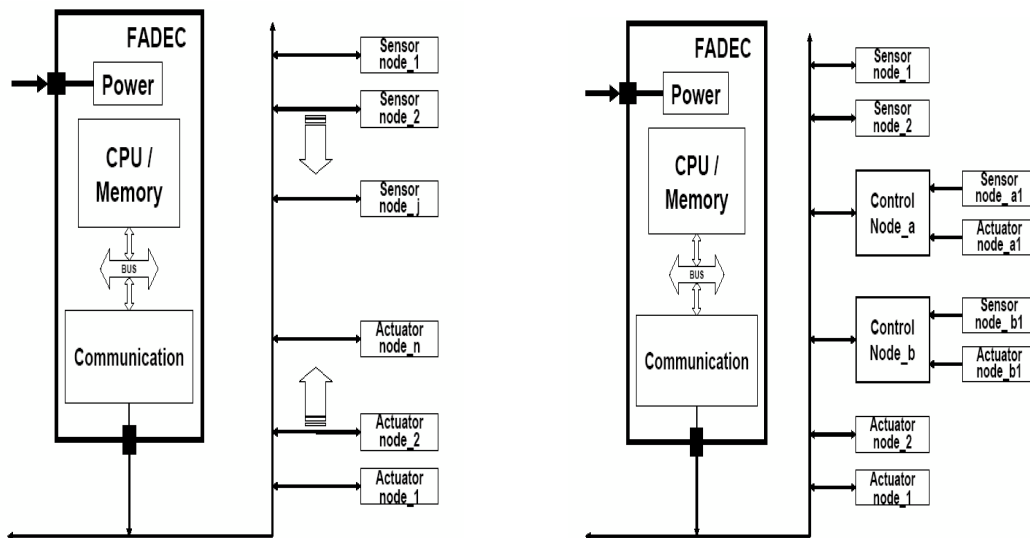 FADEC
Power
CPU /
Memory
BUS
Communication
Sensor
node_1
Sensor
node_2
Sensor
node_j
Actuator
node_n
Actuator
node_2
Actuator
node_1
FADEC
Power
CPU /
Memory
BUS
Communication
Sensor
node_1
Sensor
node_2
Control
Node_a
Sensor
node_a1
Actuator
node_a1
Control
Node_b
Sensor
node_b1
Actuator
node_b1
Actuator
node_2
Actuator
node_1